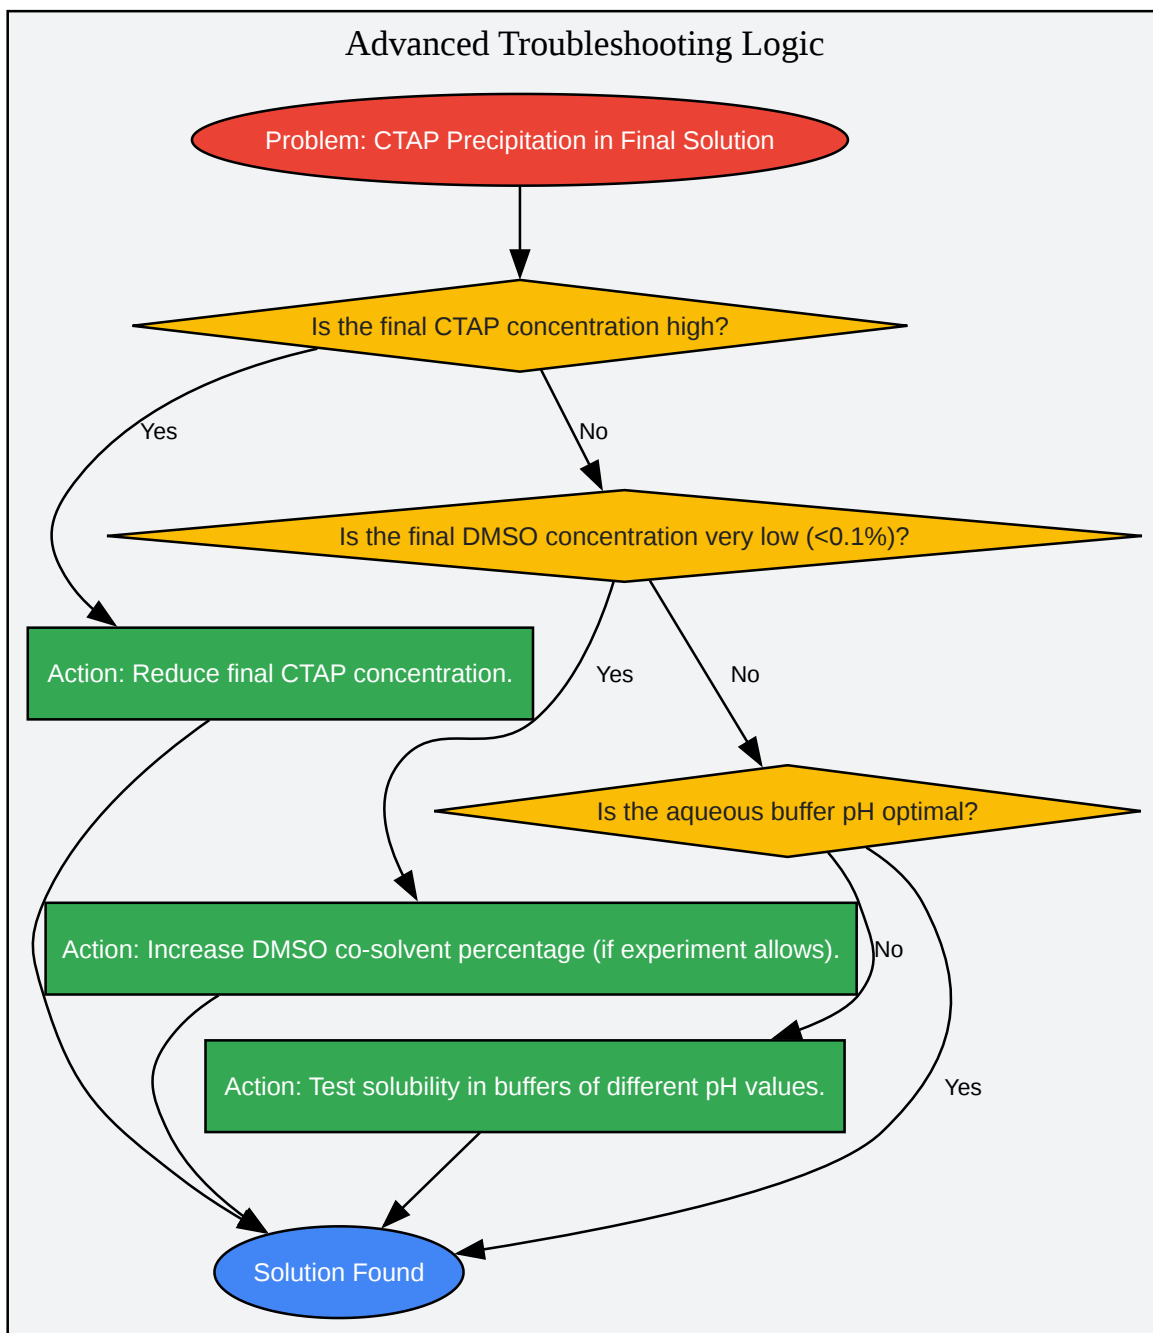 Advanced Troubleshooting Logic
Problem: CTAP Precipitation in Final Solution
Is the final CTAP concentration high?
Yes
No
Is the final DMSO concentration very low (<0.1%)?
Action: Reduce final CTAP concentration.
Yes
No
Is the aqueous buffer pH optimal?
Action: Increase DMSO co-solvent percentage (if experiment allows).
No
Action: Test solubility in buffers of different pH values.
Yes
Solution Found